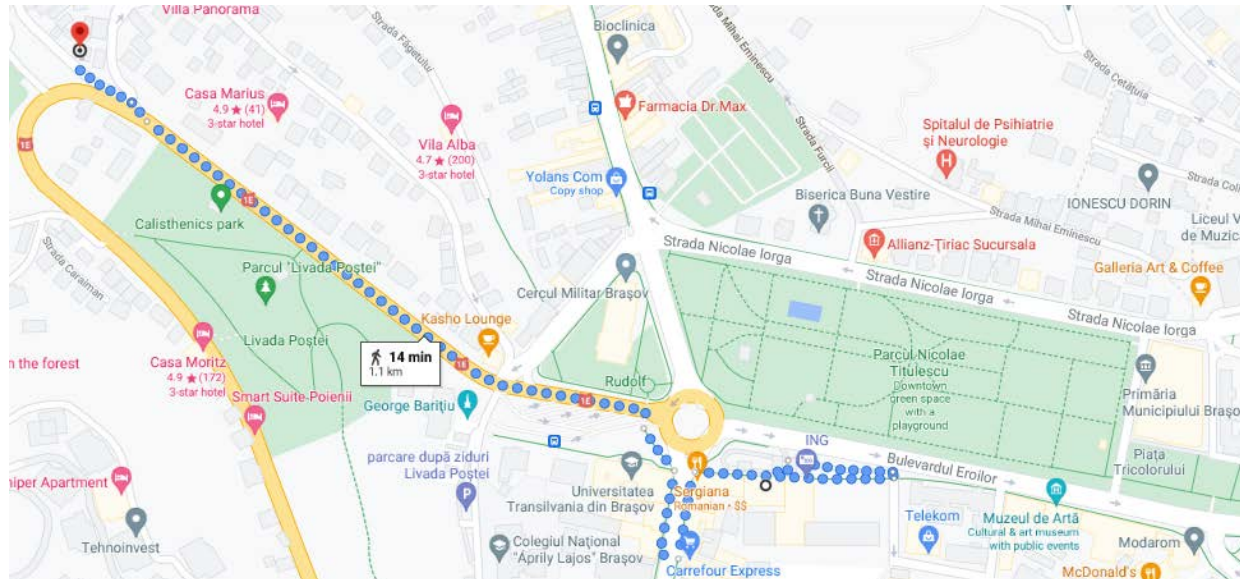 Villa Panorama
Strada Făgetului
Casa Marius
4.9 ★ (41)
3-star hotel
Vila Alba
4.7 ★ (200)
3-star hotel
Bioclinica
Farmacia Dr.Max
Yolans Com
Copy shop
Strada Mihai Eminescu
Strada Furcii
Spitalul de Psihiatrie
și Neurologie
Strada Cetățuia
Strada Coli
IONESCU DORIN
Liceul V
de Muzica
Biserica Buna Vestire
Strada Mihai Eminescu
Allianz-Țiriac Sucursala
Galleria Art & Coffee
Strada Nicolae Iorga
Strada Nicolae Iorga
Strada Nicolae Iorga
1E
1E
Calisthenics park
Strada Caraiman
Parcul "Livada Poștei"
Livada Poștei
Cercul Militar Brașov
Kasho Lounge
14 min
1.1 km
1E
1E
Rudolf
n the forest
Casa Moritz
4.9 ★ (172)
3-star hotel
Smart Suite-Poienii
George Barițiu
Parcul Nicolae
Titulescu
Downtown
green space
with a
playground
Primăria
Municipiului Brașo
Piața
Tricolorului
ING
Bulevardul Eroilor
parcare după ziduri
Livada Poștei
P
niper Apartment
Tehnoinvest
Universitatea
Transilvania din Brașov
Sergiana
Romanian • $$
Colegiul Național
"Áprily Lajos" Brașov
Carrefour Express
Telekom
Muzeul de Artă
Cultural & art museum
with public events
Modarom
McDonald's